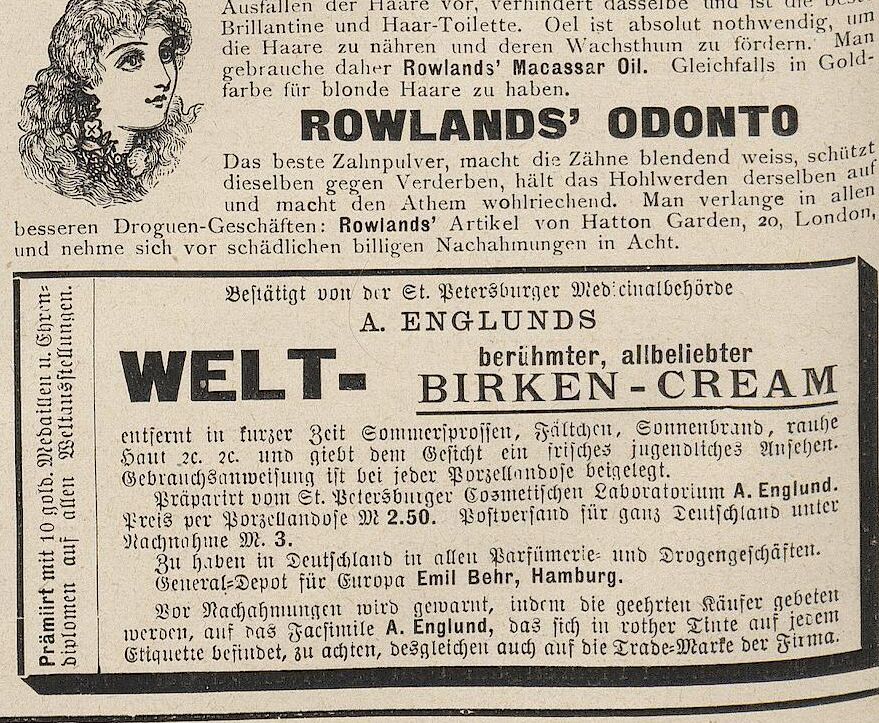 Ausfallen der Haare vor, verhindert dasselbe und ist die beste
Brillantine und Haar-Toilette. Oel ist absolut nothwendig, um
die Haare zu nähren und deren Wachsthum zu fördern. Man
gebrauche daher Rowlands' Macassar Oil. Gleichfalls in Gold-
farbe für blonde Haare zu haben.
ROWLANDS' ODONTO
Das beste Zahnpulver, macht die Zähne blendend weiss, schützt
dieselben gegen Verderben, hält das Hohlwerden derselben auf
und macht den Athem wohlriechend. Man verlange in allen
besseren Droguen-Geschäften: Rowlands' Artikel von Hatton Garden, 20, London,
und nehme sich vor schädlichen billigen Nachahmungen in Acht.
Prämiirt mit 10 gold. Medaillen u. Ehren-
diplomen auf allen Weltausstellungen.
Bestätigt von der St. Petersburger Medicinalbehörde
A. ENGLUNDS
WELT-
berühmter, allbeliebter
BIRKEN-CREAM
entfernt in kurzer Zeit Sommersprossen, Fältchen, Sonnenbrand, rauhe
Haut ꝛc. ꝛc. und giebt dem Gesicht ein frisches jugendliches Ansehen.
Gebrauchsanweisung ist bei jeder Porzellandose beigelegt.
Präparirt vom St. Petersburger Cosmetischen Laboratorium A. Englund.
Preis per Porzellandose M 2.50. Postversand für ganz Deutschland unter
Nachnahme M. 3.
Zu haben in Deutschland in allen Parfümerie- und Drogengeschäften.
General-Depot für Europa Emil Behr, Hamburg.
Vor Nachahmungen wird gewarnt, indem die geehrten Käufer gebeten
werden, auf das Facsimile A. Englund, das sich in rother Tinte auf jedem
Etiquette befindet, zu achten, desgleichen auch auf die Trade-Marke der Firma.